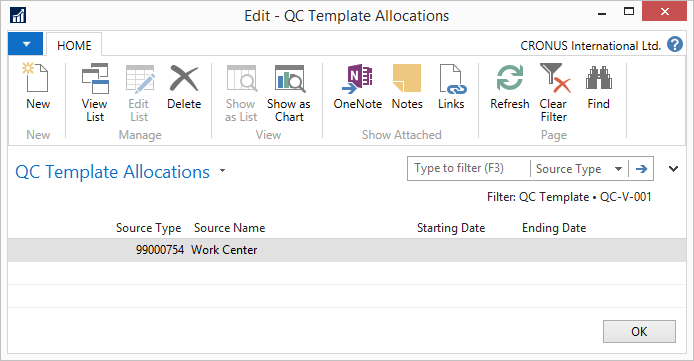 Edit - QC Template Allocations
HOME
CRONUS International Ltd.
New
View List
Edit List
Delete
Show as List
Show as Chart
OneNote
Notes
Links
Refresh
Clear Filter
Find
New
Manage
View
Show Attached
Page
QC Template Allocations
Type to filter (F3)
Source Type
Filter: QC Template • QC-V-001
Source Type Source Name Starting Date Ending Date
99000754 Work Center
OK